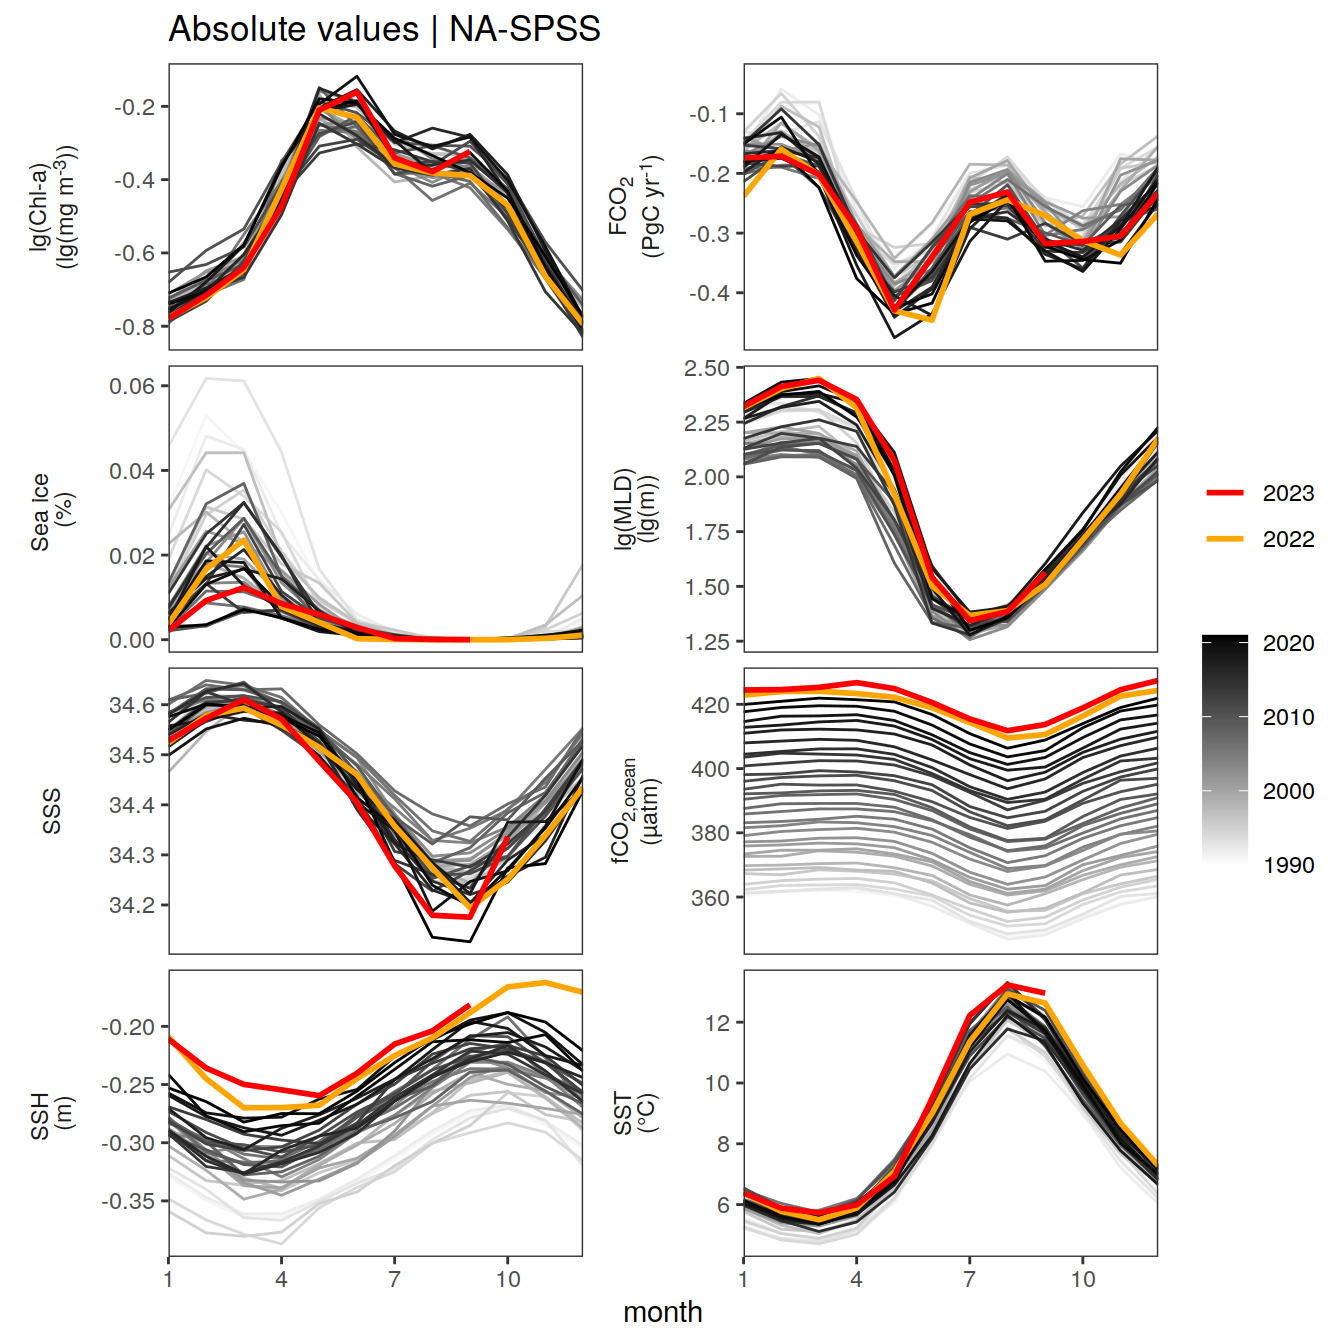 Absolute values | NA-SPSS
lg(Chl-a)
(lg(mg m⁻³))
-0.2
-0.4
-0.6
-0.8
FCO₂
(PgC yr⁻¹)
-0.1
-0.2
-0.3
-0.4
Sea ice
(%)
0.06
0.04
0.02
0.00
lg(MLD)
(lg(m))
2.50
2.25
2.00
1.75
1.50
1.25
SSS
34.6
34.5
34.4
34.3
34.2
fCO₂,ocean
(µatm)
420
400
380
360
SSH
(m)
-0.20
-0.25
-0.30
-0.35
SST
(°C)
12
10
8
6
1 4 7 10
1 4 7 10
month
2023
2022
2020
2010
2000
1990